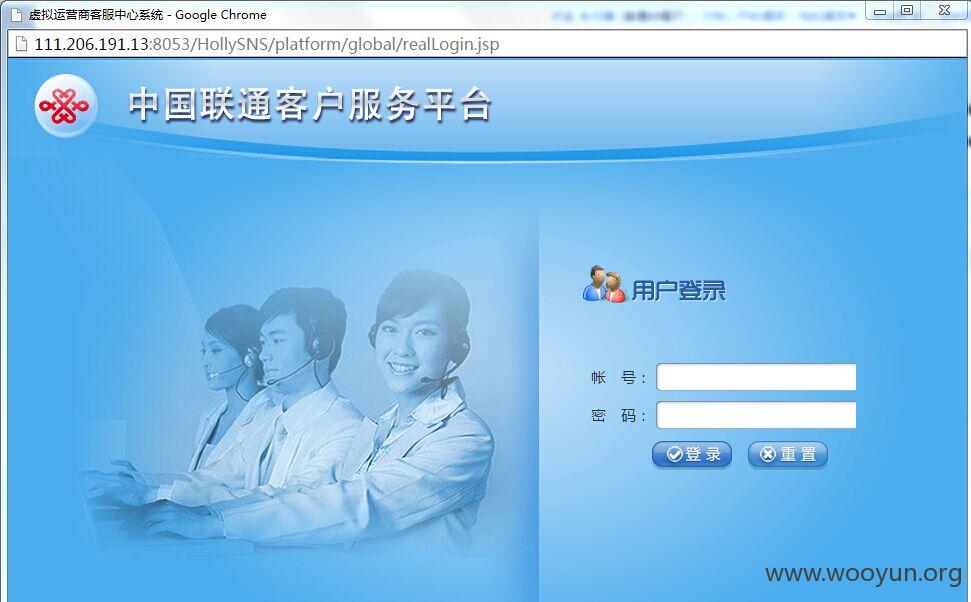 虚拟运营商客服中心系统 - Google Chrome
111.206.191.13:8053/HollySNS/platform/global/realLogin.jsp
中国联通客户服务平台
用户登录
帐 号：
密 码：
登 录 重 置
www.wooyun.org